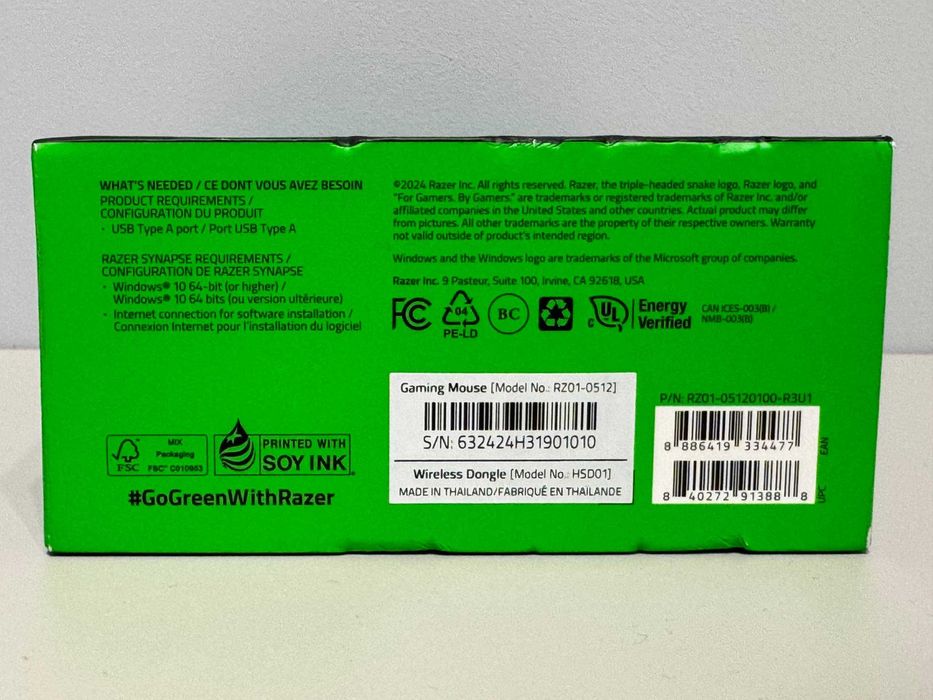 WHAT'S NEEDED / CE DONT VOUS AVEZ BESOIN
PRODUCT REQUIREMENTS /
CONFIGURATION DU PRODUIT
· USB Type A port / Port USB Type A
RAZER SYNAPSE REQUIREMENTS /
CONFIGURATION DE RAZER SYNAPSE
· Windows® 10 64-bit (or higher) /
Windows® 10 64 bits (ou version ultérieure)
· Internet connection for software installation /
Connexion Internet pour l'installation du logiciel
©2024 Razer Inc. All rights reserved. Razer, the triple-headed snake logo, Razer logo, and
"For Gamers. By Gamers." are trademarks or registered trademarks of Razer Inc. and/or
affiliated companies in the United States and other countries. Actual product may differ
from pictures. All other trademarks are the property of their respective owners. Warranty
not valid outside of product's intended region.
Windows and the Windows logo are trademarks of the Microsoft group of companies.
Razer Inc. 9 Pasteur, Suite 100, Irvine, CA 92618, USA
FC
04
PE-LD
BC
c UL
Energy
Verified
CAN ICES-003(B) /
NMB-003(B)
FSC
MIX
Packaging
FSC® C010953
PRINTED WITH
SOY INK
#GoGreenWithRazer
Gaming Mouse [Model No.: RZ01-0512]
S/N: 632424H31901010
Wireless Dongle [Model No.: HSD01]
MADE IN THAILAND/FABRIQUÉ EN THAÏLANDE
P/N: RZ01-05120100-R3U1
8 886419 334477
EAN
8 40272 91388 8
UPC